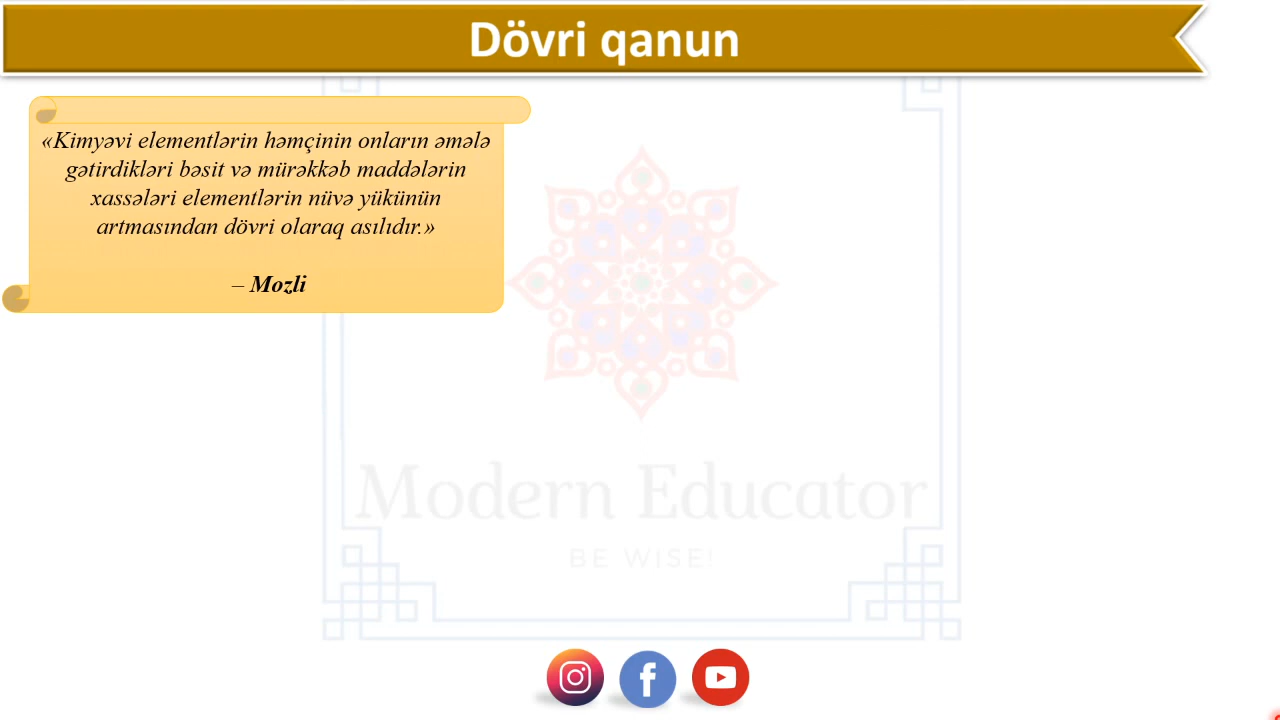 Dövri qanun
«Kimyəvi elementlərin həmçinin onların əmələ
gətirdikləri bəsit və mürəkkəb maddələrin
xassələri elementlərin nüvə yükünün
artmasından dövri olaraq asılıdır.»
– Mozli
Modern Educator
BE WISE!